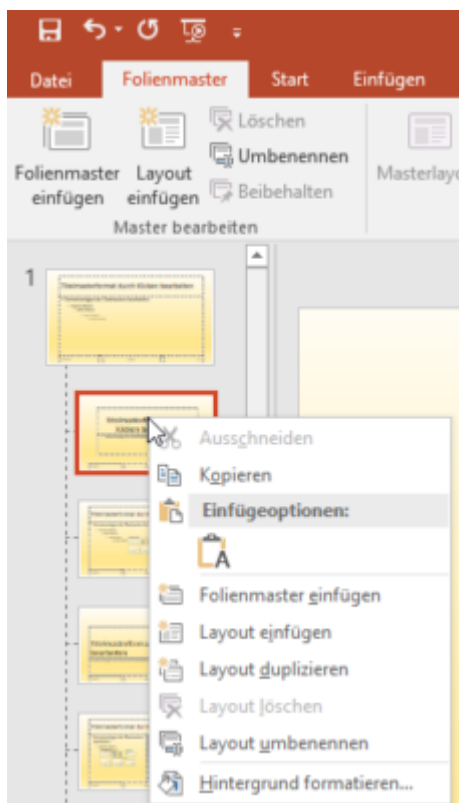 Datei Folienmaster Start Einfügen
Folienmaster einfügen
Layout einfügen
Löschen
Umbenennen
Beibehalten
Masterlayo
Master bearbeiten
1
Ausschneiden
Kopieren
Einfügeoptionen:
A
Folienmaster einfügen
Layout einfügen
Layout duplizieren
Layout löschen
Layout umbenennen
Hintergrund formatieren...